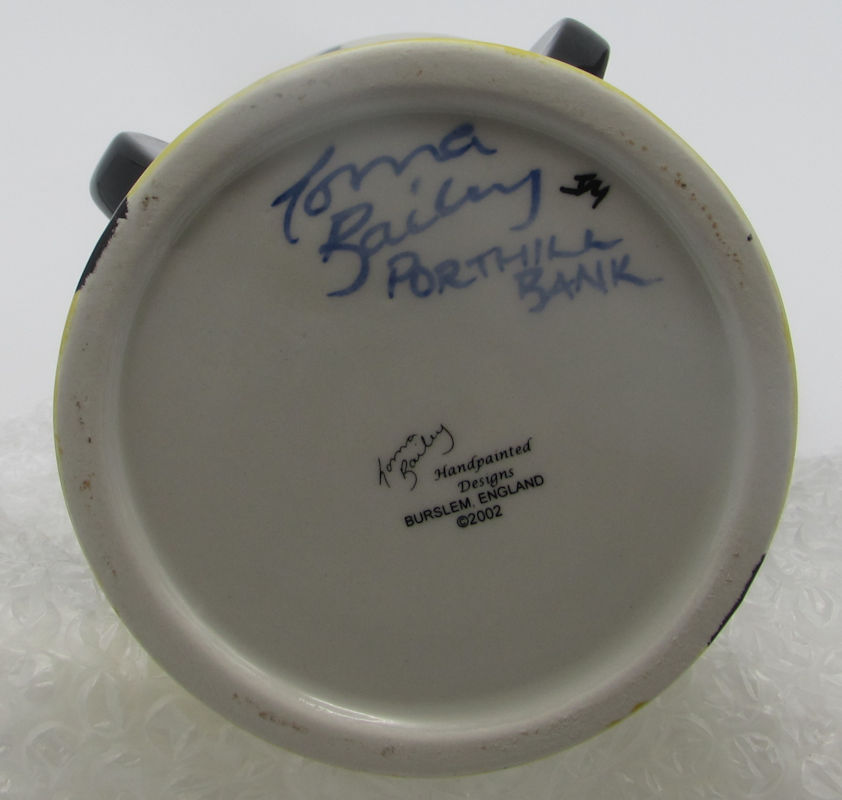 Lorna
Bailey
PORTHILL
BANK
Lorna
Bailey
Handpainted
Designs
BURSLEM, ENGLAND
©2002